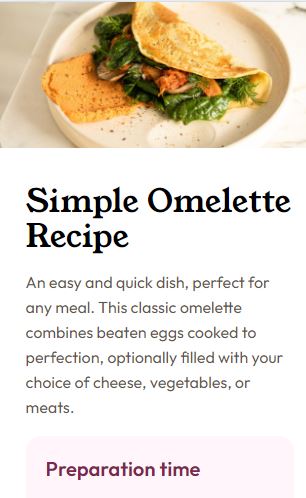 Simple Omelette
Recipe
An easy and quick dish, perfect for
any meal. This classic omelette
combines beaten eggs cooked to
perfection, optionally filled with your
choice of cheese, vegetables, or
meats.
Preparation time